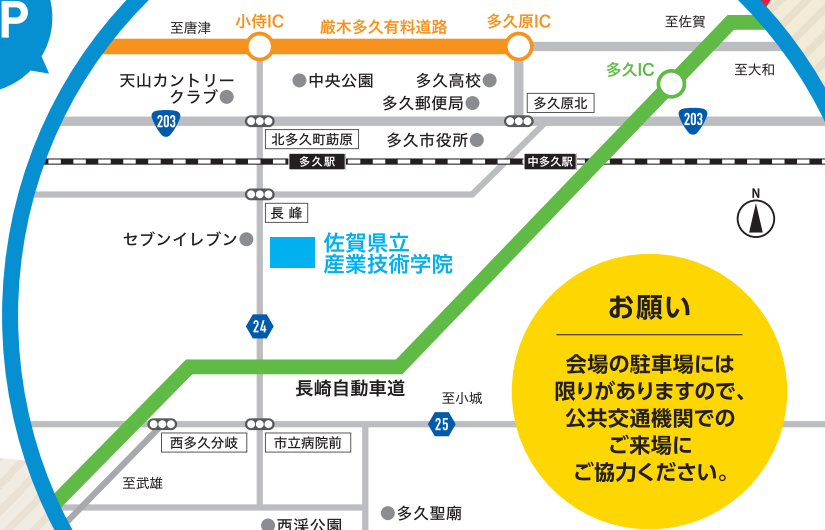 P
至唐津
小侍IC
厳木多久有料道路
多久原IC
至佐賀
多久IC
至大和
天山カントリー
クラブ
中央公園
多久高校
多久郵便局
多久原北
203
203
北多久町莇原
多久市役所
多久駅
中多久駅
長峰
N
セブンイレブン
佐賀県立
産業技術学院
24
長崎自動車道
至小城
25
西多久分岐
市立病院前
至武雄
多久聖廟
西渓公園
お願い
会場の駐車場には
限りがありますので、
公共交通機関での
ご来場に
ご協力ください。